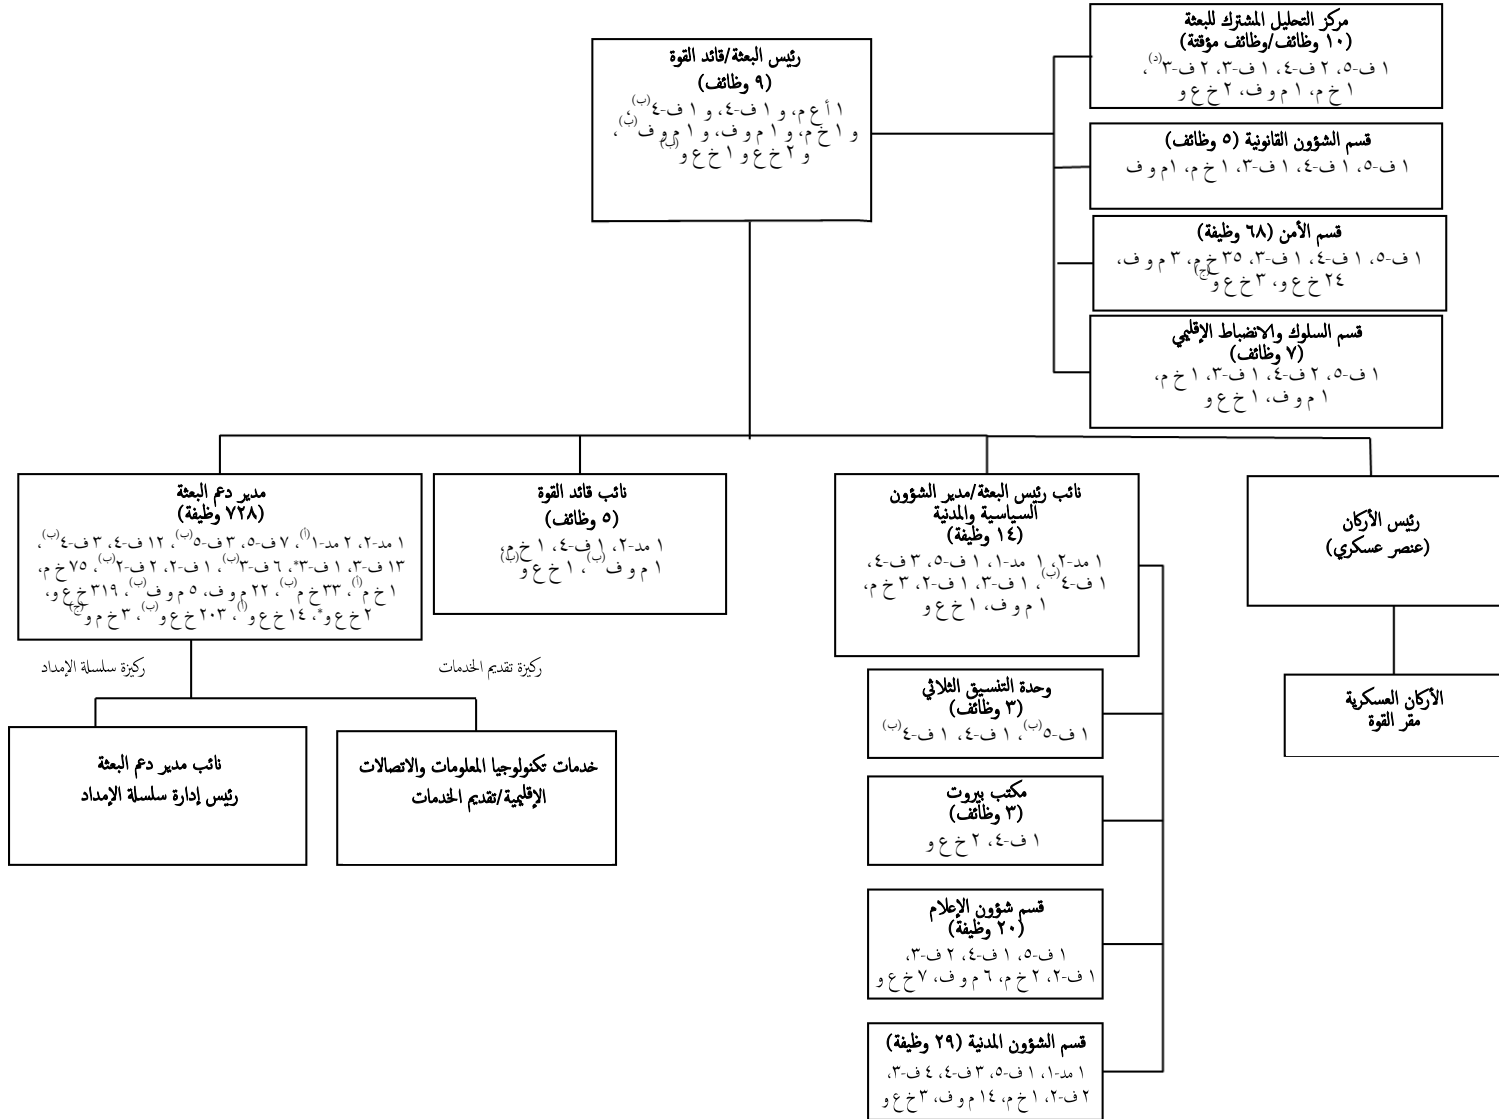 مركز التحليل المشترك للبعثة
(١٠ وظائف/وظائف مؤقتة)
١ ف-٥، ٢ ف-٤، ١ ف-٣، ٢ ف-٣(د)،
١ خ م، ١ م و ف، ٢ خ ع و
رئيس البعثة/قائد القوة
(٩ وظائف)
١ أ ع م، و ١ ف-٤، و ١ ف-٤(ب)،
و ١ خ م، و ١ م و ف، و ١ م و ف(ب)،
و ٢ خ ع و ١ خ ع و(ب)
قسم الشؤون القانونية (٥ وظائف)
١ ف-٥، ١ ف-٤، ١ ف-٣، ١ خ م، ١م و ف
قسم الأمن (٦٨ وظيفة)
١ ف-٥، ١ ف-٤، ١ ف-٣، ٣٥ خ م، ٣ م و ف،
٢٤ خ ع و، ٣ خ ع و(ج)
قسم السلوك والانضباط الإقليمي
(٧ وظائف)
١ ف-٥، ٢ ف-٤، ١ ف-٣، ١ خ م،
١ م و ف، ١ خ ع و
رئيس الأركان
(عنصر عسكري)
الأركان العسكرية
مقر القوة
نائب رئيس البعثة/مدير الشؤون
السياسية والمدنية
(١٤ وظيفة)
١ مد-٢، ١ مد-١، ١ ف-٥، ٣ ف-٤،
١ ف-٤(ب)، ١ ف-٣، ١ ف-٢، ٣ خ م،
١ م و ف، ١ خ ع و
وحدة التنسيق الثلاثي
(٣ وظائف)
١ ف-٥(ب)، ١ ف-٤، ١ ف-٤(ب)
مكتب بيروت
(٣ وظائف)
١ ف-٤، ٢ خ ع و
قسم شؤون الإعلام
(٢٠ وظيفة)
١ ف-٥، ١ ف-٤، ٢ ف-٣،
١ ف-٢، ٢ خ م، ٦ م و ف، ٧ خ ع و
قسم الشؤون المدنية (٢٩ وظيفة)
١ مد-١، ١ ف-٥، ٣ ف-٤، ٤ ف-٣،
٢ ف-٢، ١ خ م، ١٤ م و ف، ٣ خ ع و
نائب قائد القوة
(٥ وظائف)
١ مد-٢، ١ ف-٤، ١ خ م،
١ م و ف(ب)، ١ خ ع و(ب)
مدير دعم البعثة
(٧٢٨ وظيفة)
١ مد-٢، ٢ مد-١(أ)، ٧ ف-٥، ٣ ف-٥(ب)، ١٢ ف-٤، ٣ ف-٤(ب)،
١٣ ف-٣، ١ ف-٣*، ٦ ف-٣(ب)، ١ ف-٢، ٢ ف-٢(ب)، ٧٥ خ م،
١ خ م(أ)، ٣٣ خ م(ب)، ٢٢ م و ف، ٥ م و ف(ب)، ٣١٩ خ ع و،
٢ خ ع و*، ١٤ خ ع و(أ)، ٢٠٣ خ ع و(ب)، ٣ خ م و(ج)
ركيزة تقديم الخدمات
ركيزة سلسلة الإمداد
خدمات تكنولوجيا المعلومات والاتصالات
الإقليمية/تقديم الخدمات
نائب مدير دعم البعثة
رئيس إدارة سلسلة الإمداد